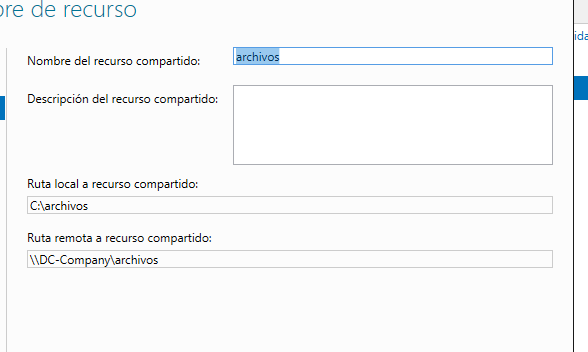 bre de recurso
Nombre del recurso compartido:
archivos
Descripción del recurso compartido:
Ruta local a recurso compartido:
C:\archivos
Ruta remota a recurso compartido:
\\DC-Company\archivos
ida